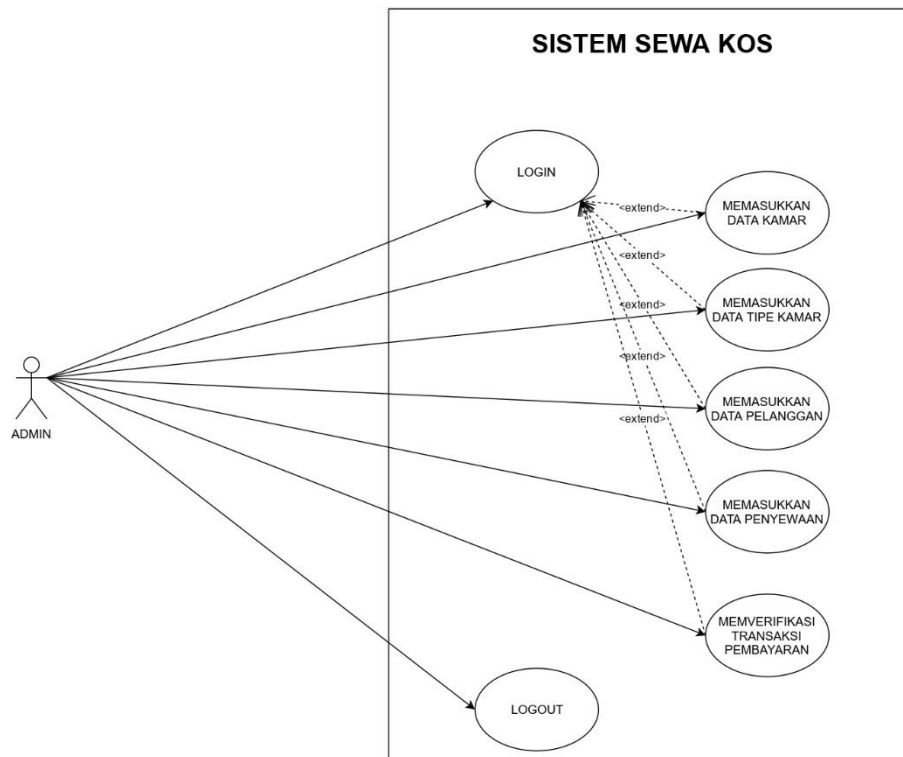 SISTEM SEWA KOS
LOGIN
<extend>
MEMASUKKAN
DATA KAMAR
<extend>
MEMASUKKAN
DATA TIPE KAMAR
<extend>
<extend>
ADMIN
MEMASUKKAN
DATA PELANGGAN
<extend>
MEMASUKKAN
DATA PENYEWAAN
MEMVERIFIKASI
TRANSAKSI
PEMBAYARAN
LOGOUT